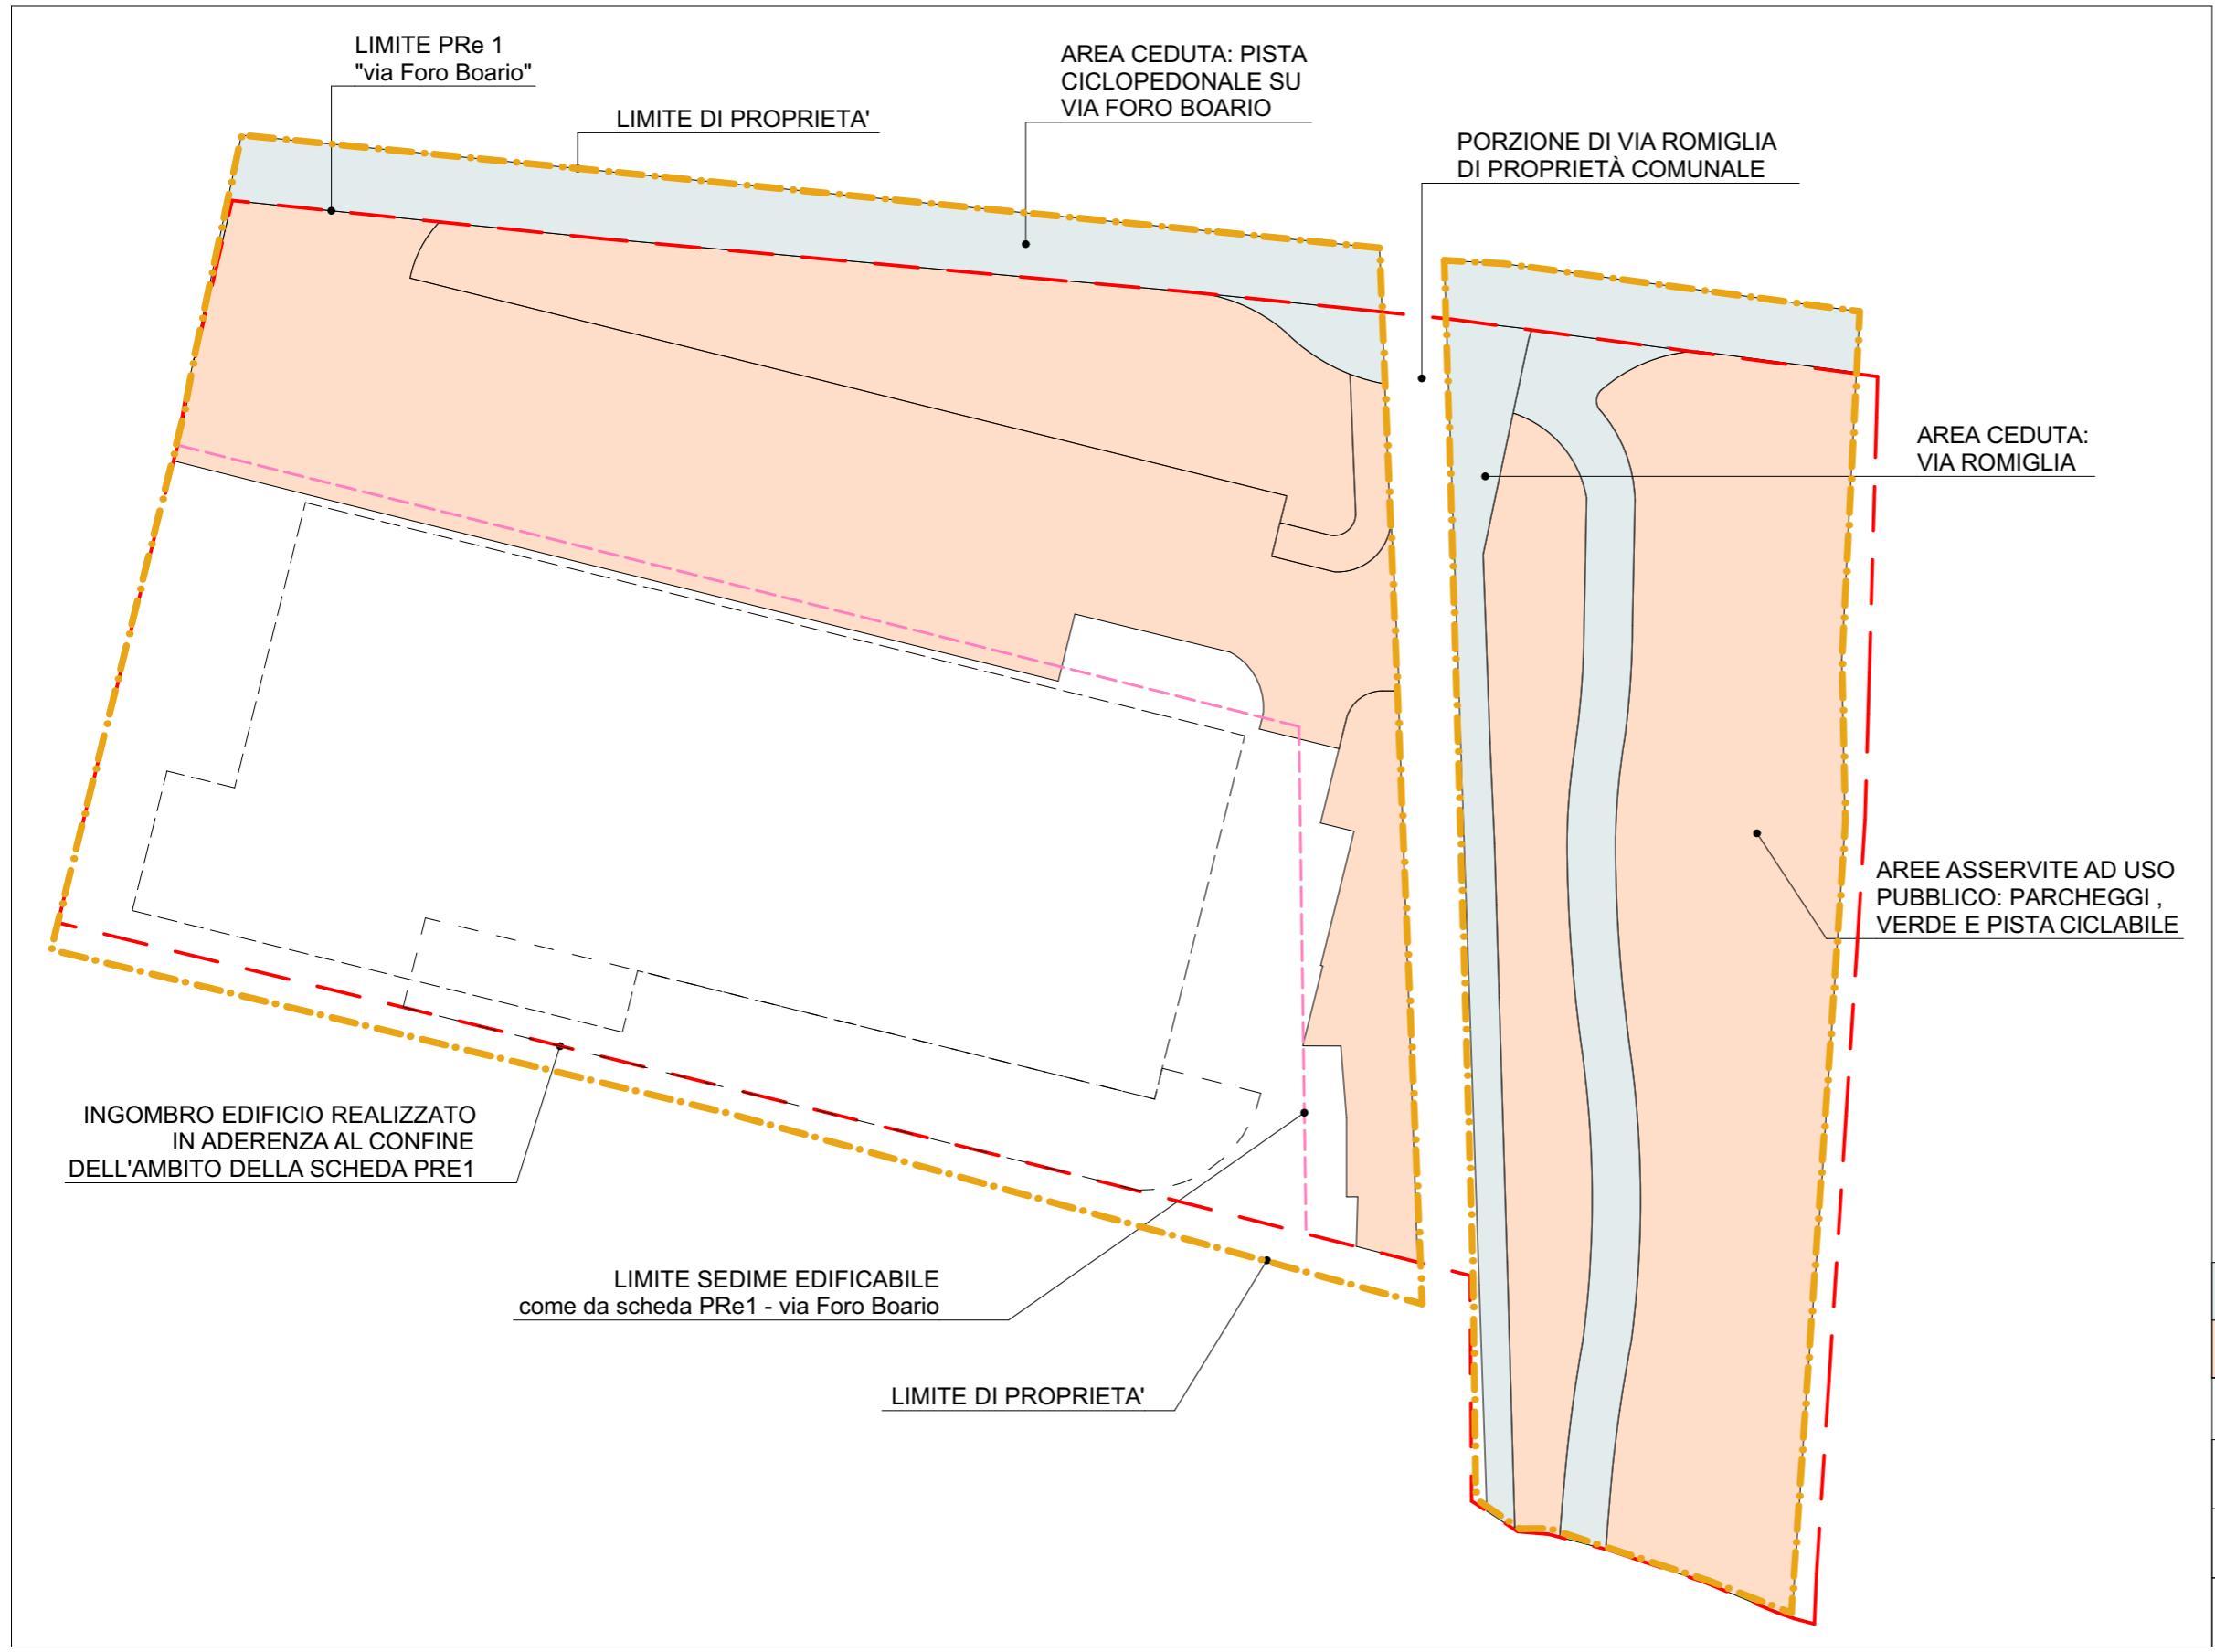 LIMITE PRe 1
"via Foro Boario"
LIMITE DI PROPRIETA'
AREA CEDUTA: PISTA
CICLOPEDONALE SU
VIA FORO BOARIO
PORZIONE DI VIA ROMIGLIA
DI PROPRIETÀ COMUNALE
AREA CEDUTA:
VIA ROMIGLIA
AREE ASSERVITE AD USO
PUBBLICO: PARCHEGGI ,
VERDE E PISTA CICLABILE
INGOMBRO EDIFICIO REALIZZATO
IN ADERENZA AL CONFINE
DELL'AMBITO DELLA SCHEDA PRE1
LIMITE SEDIME EDIFICABILE
come da scheda PRe1 - via Foro Boario
LIMITE DI PROPRIETA'